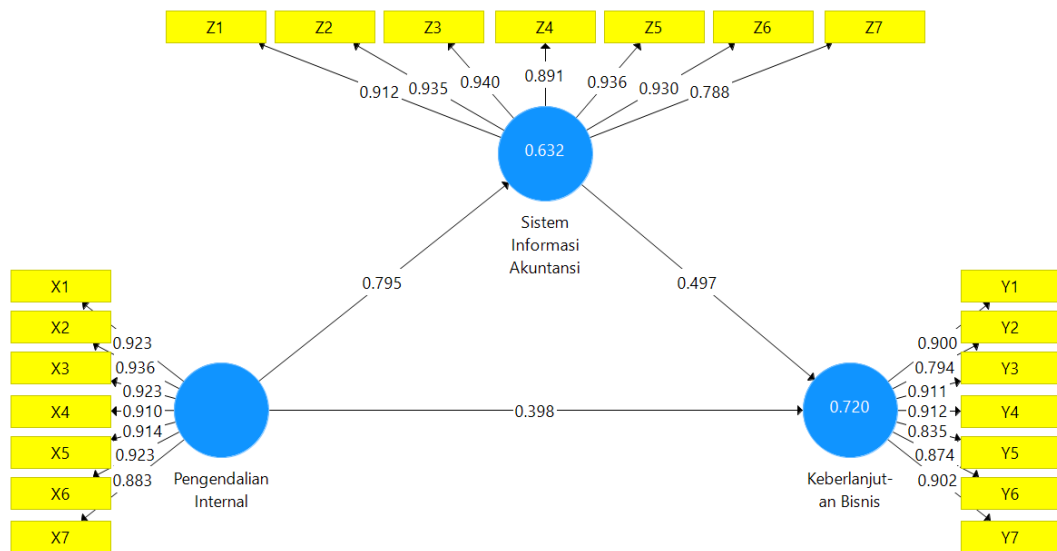 Z1 Z2 Z3 Z4 Z5 Z6 Z7
0.912 0.935 0.940 0.891 0.936 0.930 0.788
0.632
Sistem
Informasi
Akuntansi
0.795
0.497
X1
X2
X3
X4
X5
X6
X7
0.923
0.936
0.923
0.910
0.914
0.923
0.883
Pengendalian
Internal
0.398
0.720
Keberlanjut-
an Bisnis
0.900
0.794
0.911
0.912
0.835
0.874
0.902
Y1
Y2
Y3
Y4
Y5
Y6
Y7